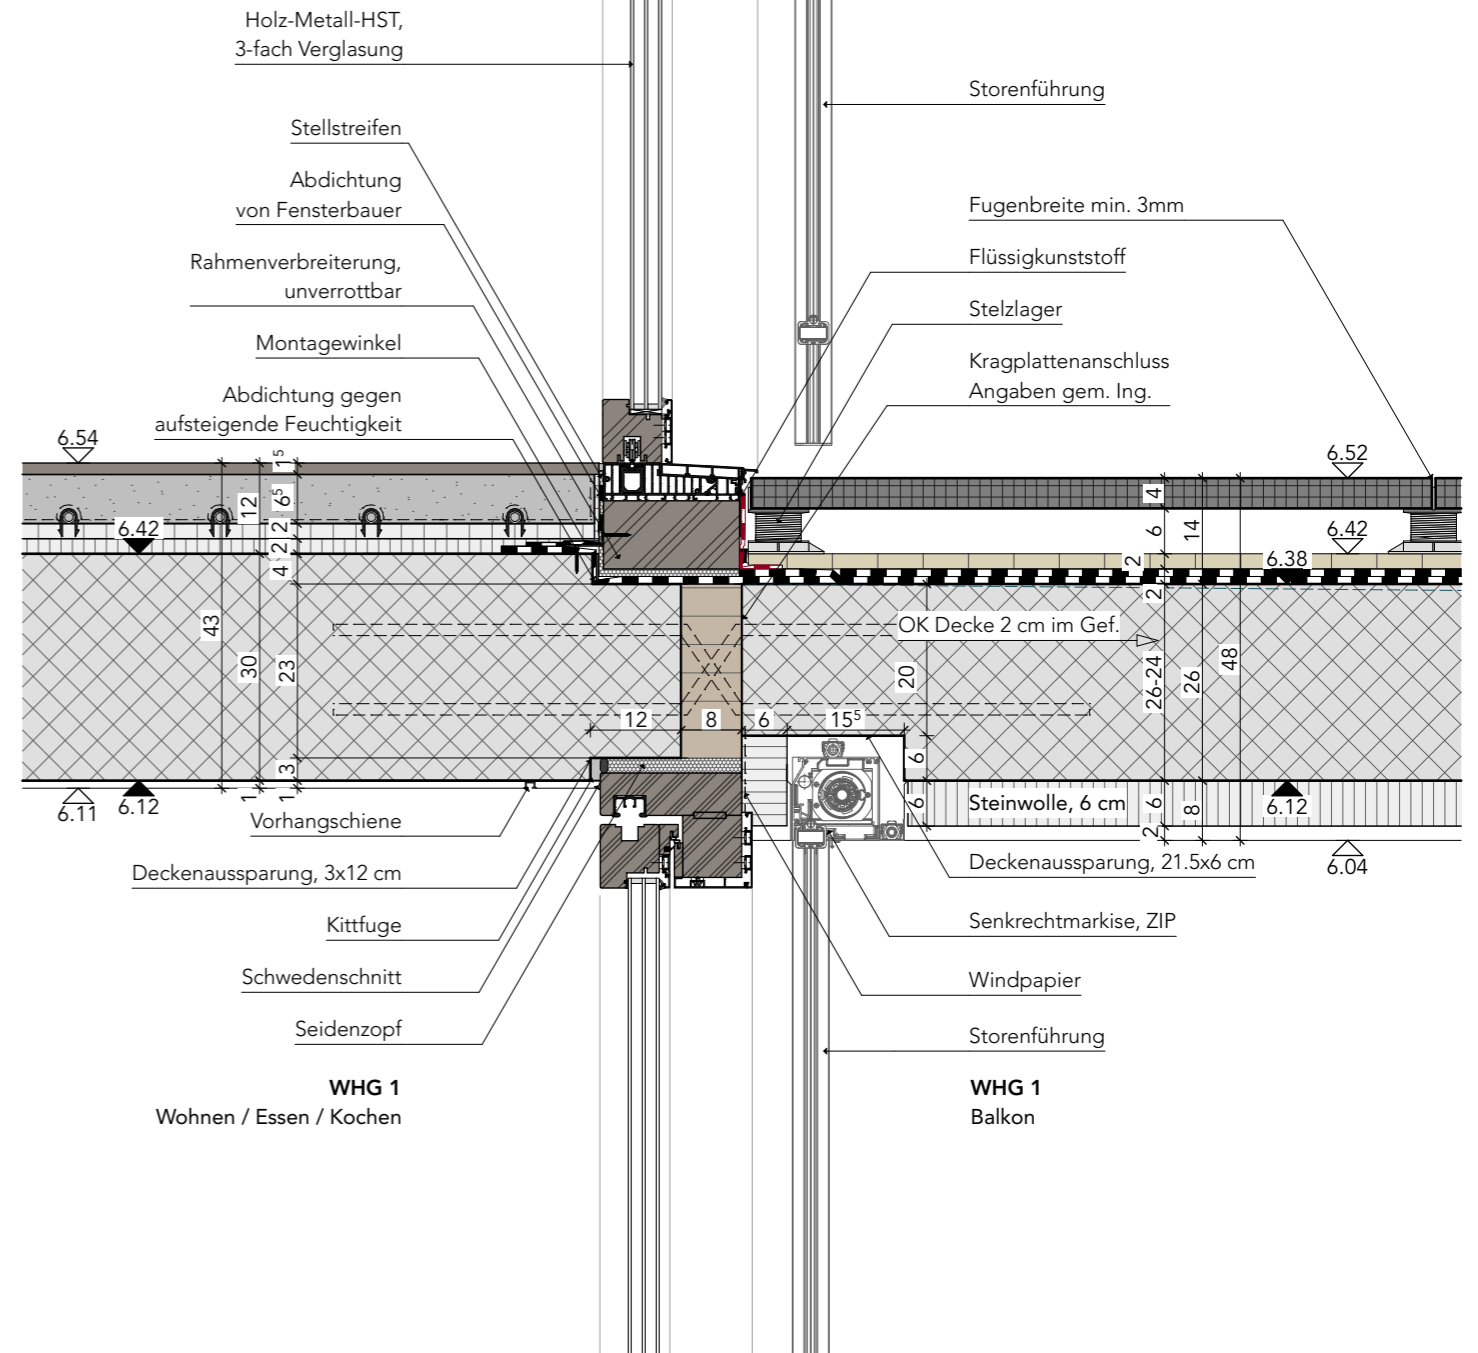 Holz-Metall-HST,
3-fach Verglasung
Stellstreifen
Abdichtung
von Fensterbauer
Rahmenverbreiterung,
unverrottbar
Montagewinkel
Abdichtung gegen
aufsteigende Feuchtigkeit
Storenführung
Fugenbreite min. 3mm
Flüssigkunststoff
Stelzlager
Kragplattenanschluss
Angaben gem. Ing.
6.54
6.42
1⁵
6⁵
12
2
2
4
43
30
23
3
1
1
6.11
6.12
6.52
4
6
14
6.42
2
6.38
2
OK Decke 2 cm im Gef.
20
26-24
26
48
12
8
6
15⁵
6
6
Steinwolle, 6 cm
6
8
2
6.12
6.04
Vorhangschiene
Deckenaussparung, 3x12 cm
Kittfuge
Schwedenschnitt
Seidenzopf
WHG 1
Wohnen / Essen / Kochen
Deckenaussparung, 21.5x6 cm
Senkrechtmarkise, ZIP
Windpapier
Storenführung
WHG 1
Balkon